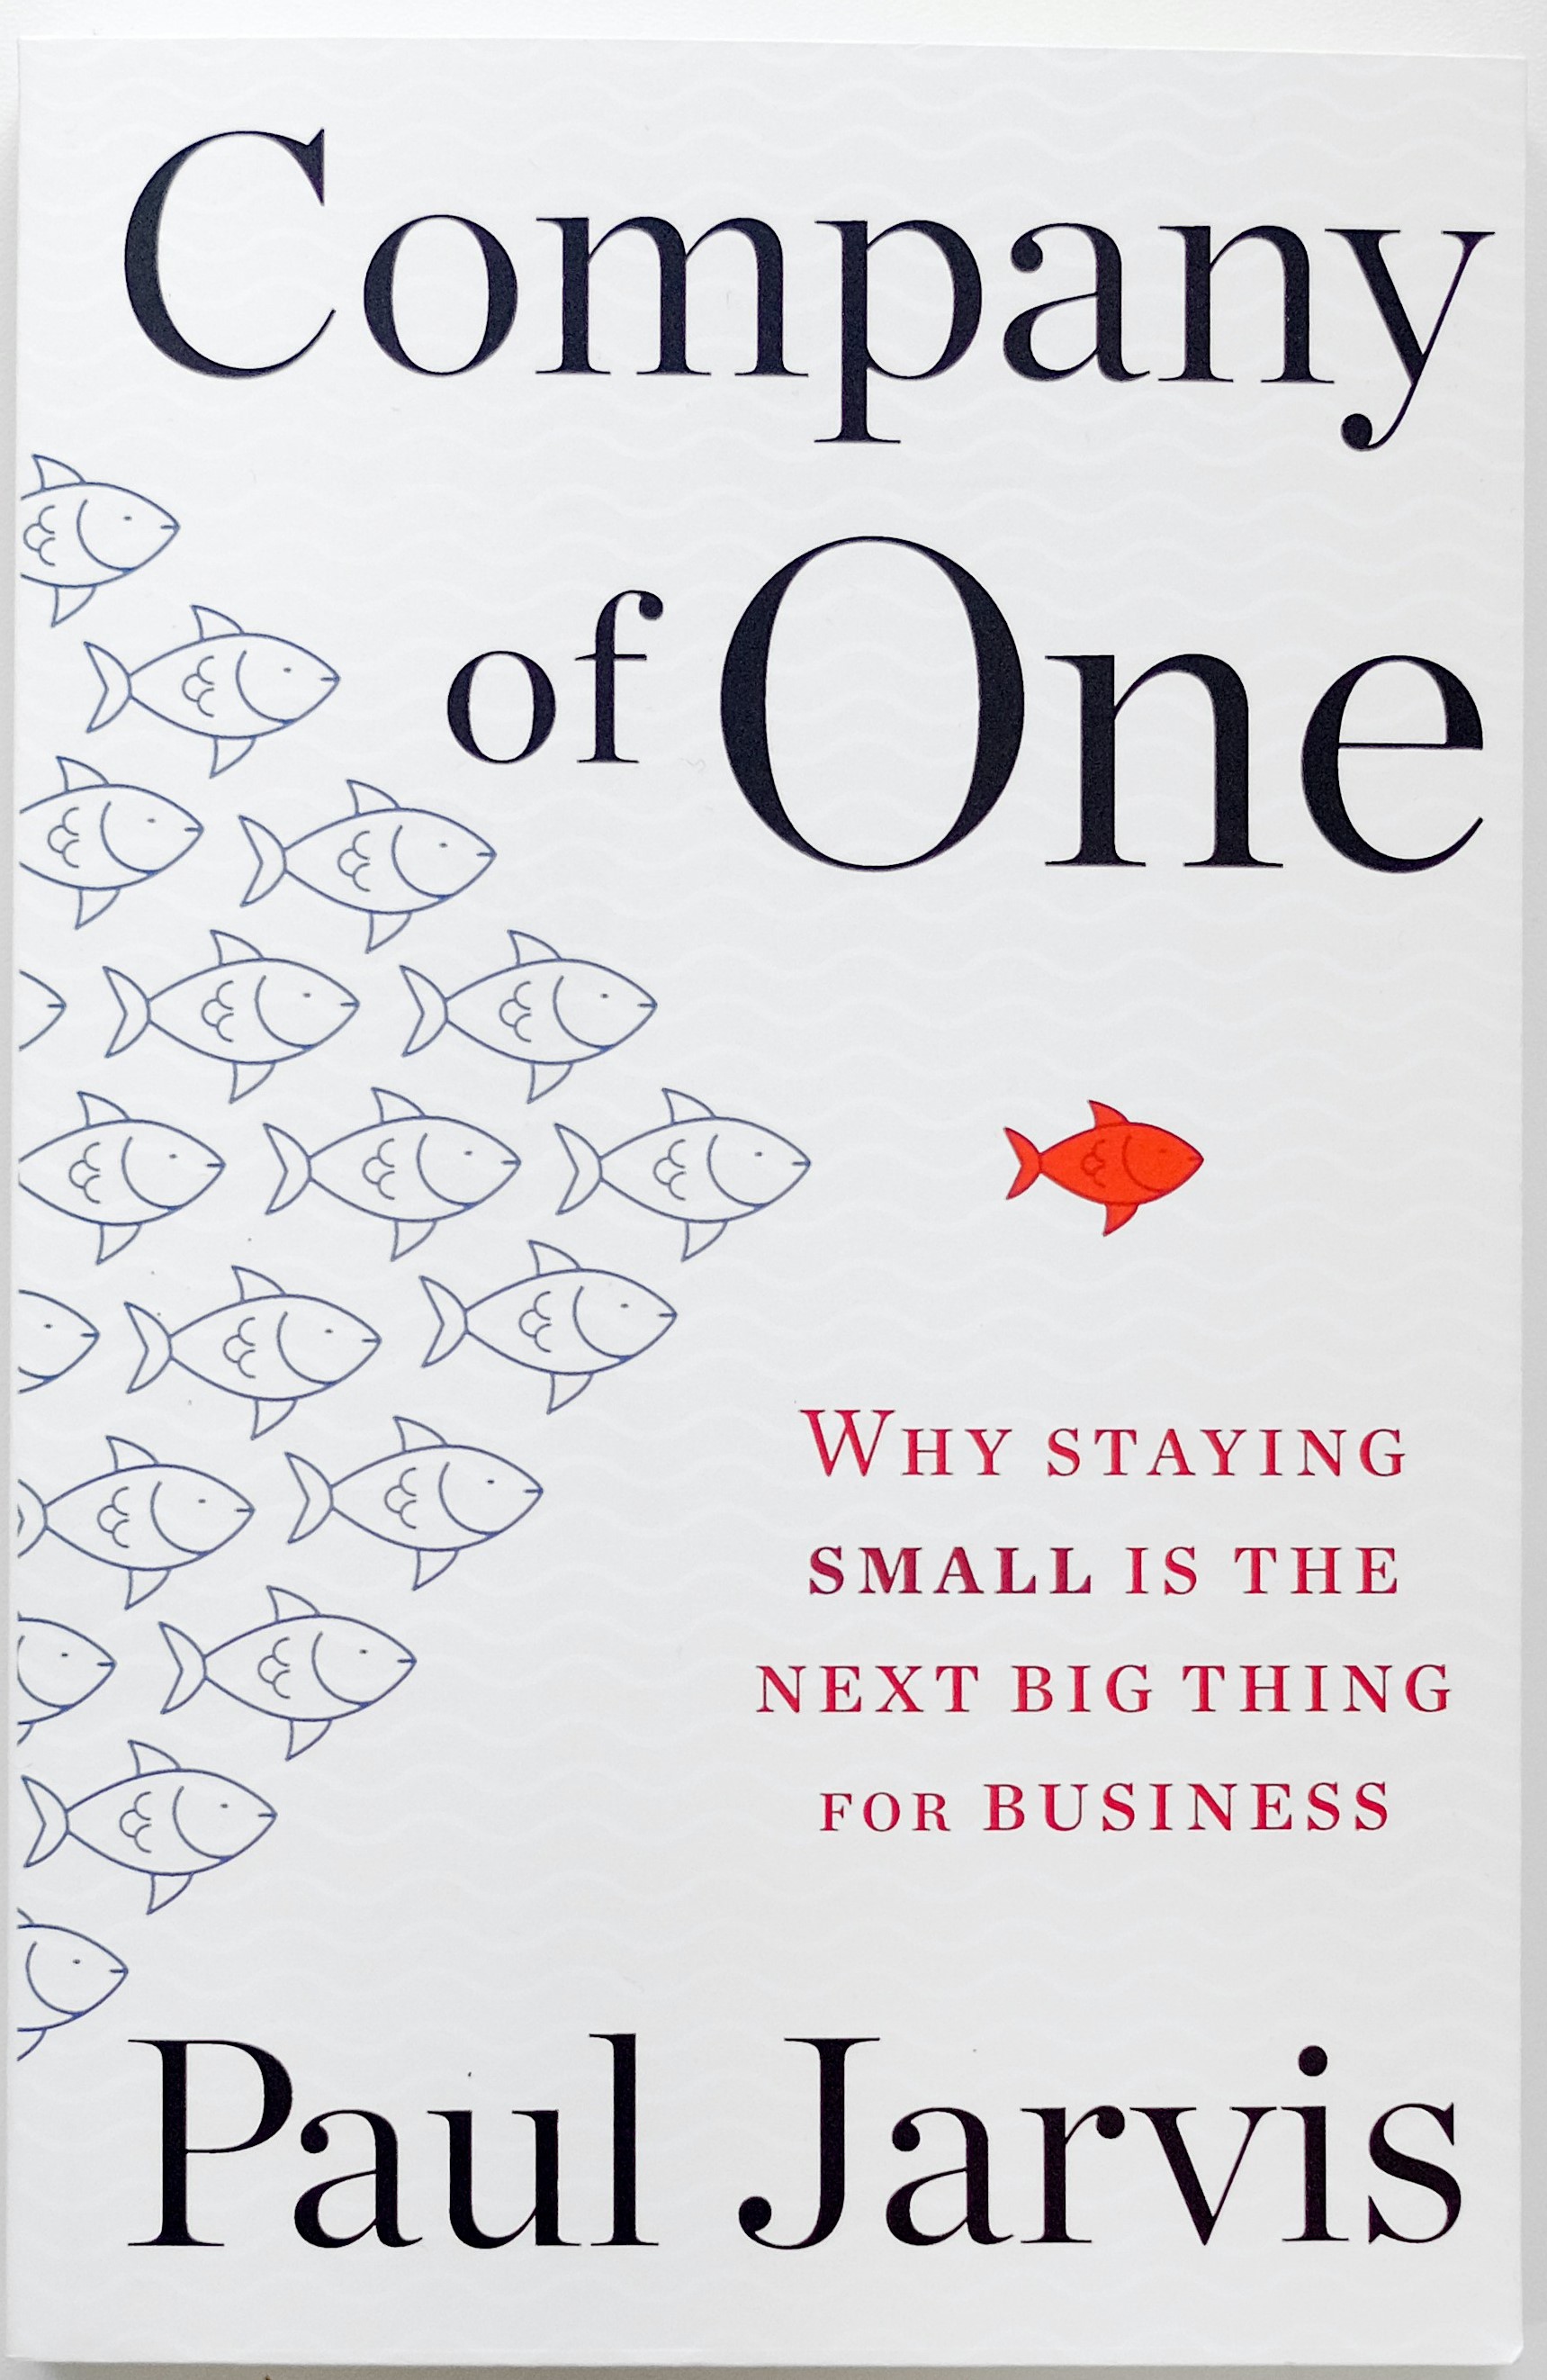 Company
of One
WHY STAYING
SMALL IS THE
NEXT BIG THING
FOR BUSINESS
Paul Jarvis